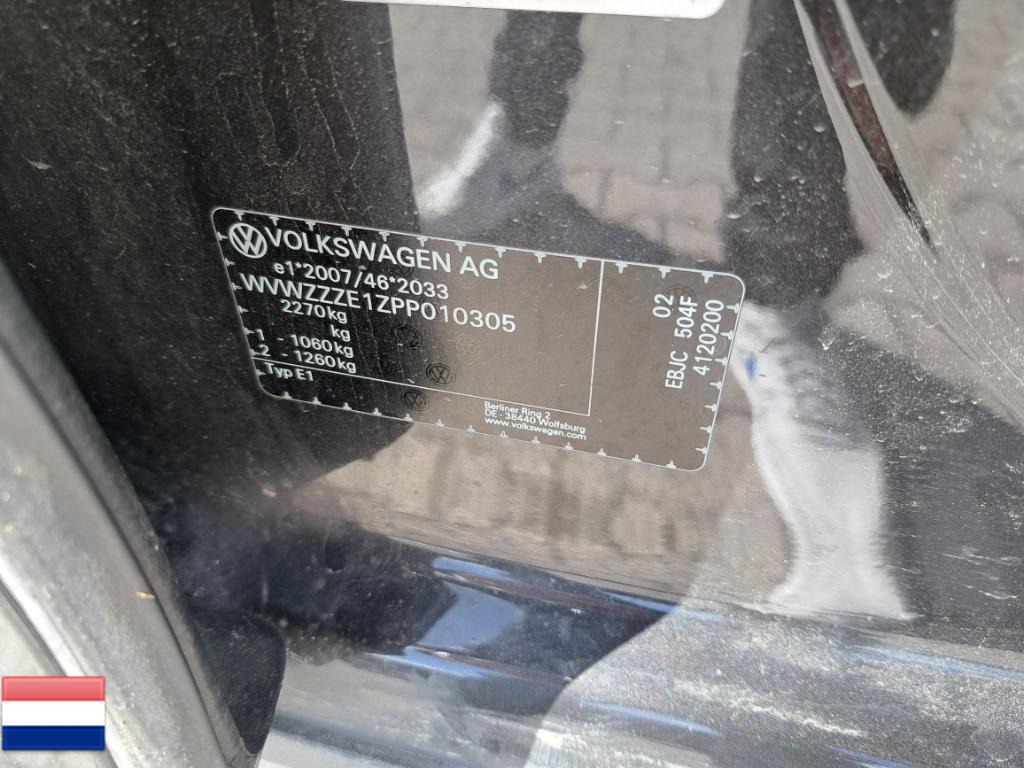 VOLKSWAGEN AG
e1*2007/46*2033
WVWZZZE1ZPP010305
2270kg
kg
1 - 1060kg
2 - 1260kg
Typ E1
Berliner Ring 2
DE - 38440 Wolfsburg
www.volkswagen.com
02
EBJC 504F
4120200